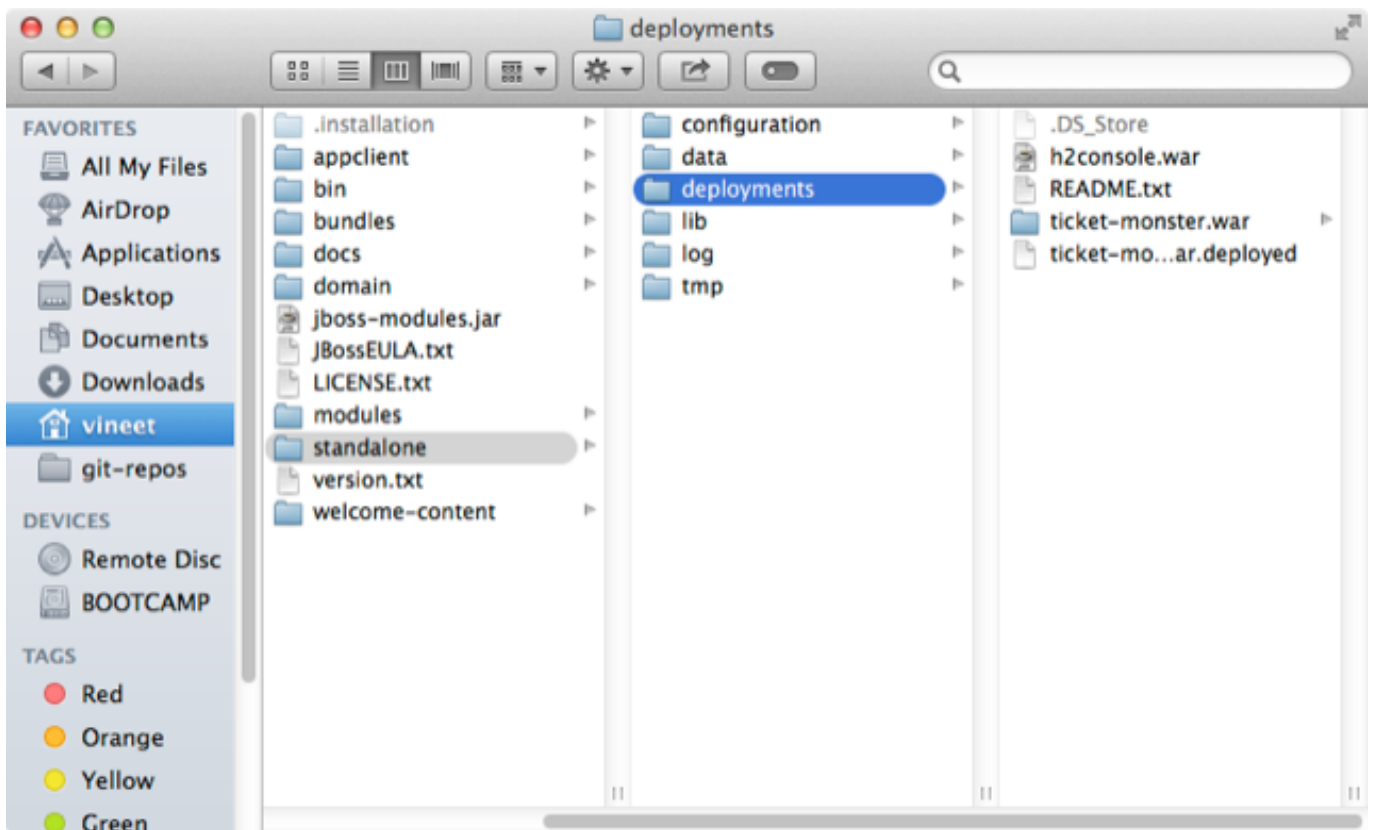 deployments
FAVORITES
All My Files
AirDrop
Applications
Desktop
Documents
Downloads
vineet
git-repos
DEVICES
Remote Disc
BOOTCAMP
TAGS
Red
Orange
Yellow
Green
.installation
appclient
bin
bundles
docs
domain
jboss-modules.jar
JBossEULA.txt
LICENSE.txt
modules
standalone
version.txt
welcome-content
configuration
data
deployments
lib
log
tmp
.DS_Store
h2console.war
README.txt
ticket-monster.war
ticket-mo...ar.deployed